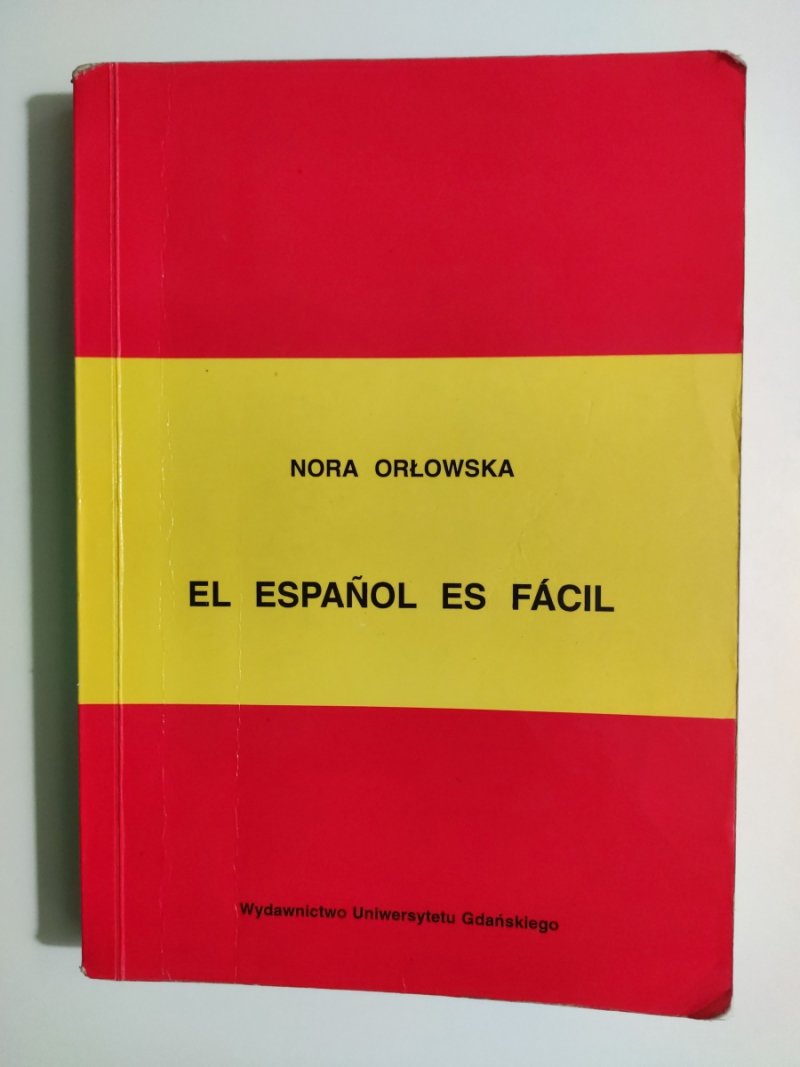 NORA ORŁOWSKA
EL ESPAÑOL ES FÁCIL
Wydawnictwo Uniwersytetu Gdańskiego